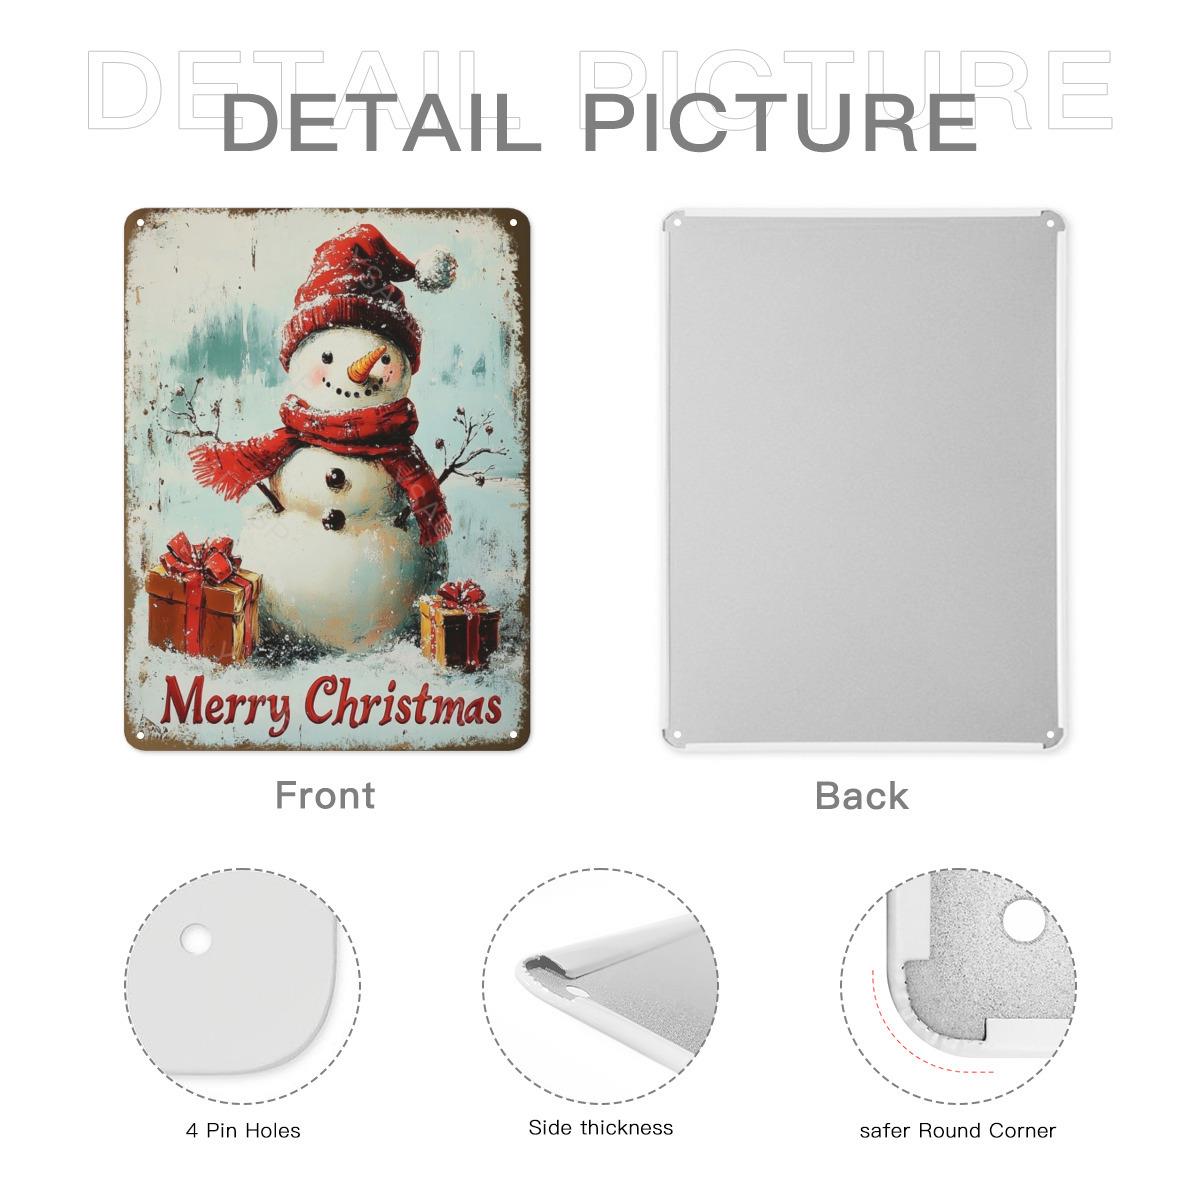 DETAIL PICTURE
DETAIL PICTURE
Merry Christmas
Front
Back
4 Pin Holes
Side thickness
safer Round Corner